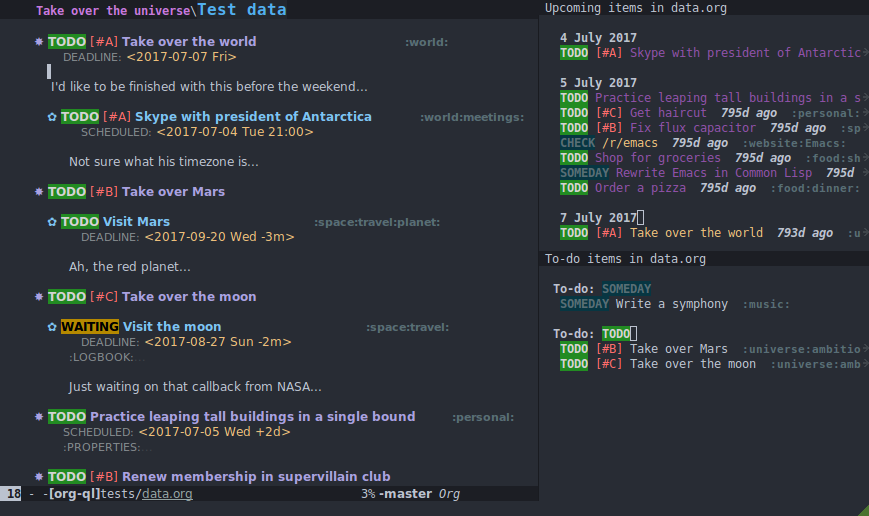 Take over the universe\Test data
✸ TODO [#A] Take over the world :world:
DEADLINE: <2017-07-07 Fri>
I'd like to be finished with this before the weekend...
✿ TODO [#A] Skype with president of Antarctica :world:meetings:
SCHEDULED: <2017-07-04 Tue 21:00>
Not sure what his timezone is...
✸ TODO [#B] Take over Mars
✿ TODO Visit Mars :space:travel:planet:
DEADLINE: <2017-09-20 Wed -3m>
Ah, the red planet...
✸ TODO [#C] Take over the moon
✿ WAITING Visit the moon :space:travel:
DEADLINE: <2017-08-27 Sun -2m>
:LOGBOOK:...
Just waiting on that callback from NASA...
✸ TODO Practice leaping tall buildings in a single bound :personal:
SCHEDULED: <2017-07-05 Wed +2d>
:PROPERTIES:...
✸ TODO [#B] Renew membership in supervillain club
18 - -[org-ql]tests/data.org 3% -master Org
Upcoming items in data.org
4 July 2017
TODO [#A] Skype with president of Antarctic
5 July 2017
TODO Practice leaping tall buildings in a s
TODO [#C] Get haircut 795d ago :personal:
TODO [#B] Fix flux capacitor 795d ago :sp
CHECK /r/emacs 795d ago :website:Emacs:
TODO Shop for groceries 795d ago :food:sh
SOMEDAY Rewrite Emacs in Common Lisp 795d
TODO Order a pizza 795d ago :food:dinner:
7 July 2017
TODO [#A] Take over the world 793d ago :u
To-do items in data.org
To-do: SOMEDAY
SOMEDAY Write a symphony :music:
To-do: TODO
TODO [#B] Take over Mars :universe:ambitio
TODO [#C] Take over the moon :universe:amb